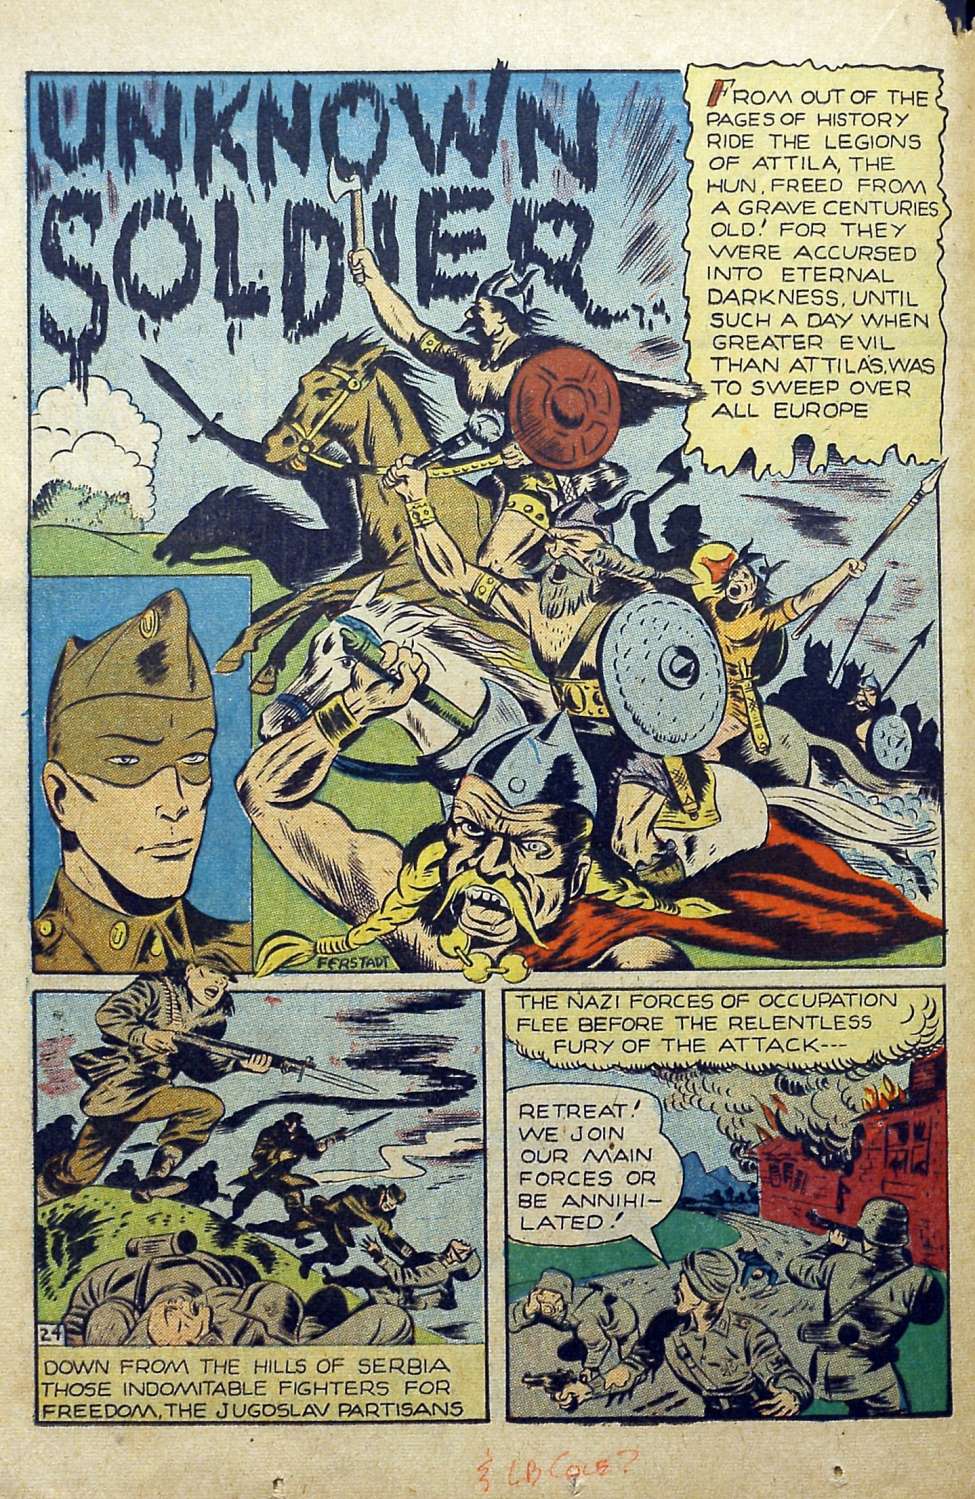 UNKNOWN
SOLDIER
FROM OUT OF THE
PAGES OF HISTORY
RIDE THE LEGIONS
OF ATTILA, THE
HUN, FREED FROM
A GRAVE CENTURIES
OLD! FOR THEY
WERE ACCURSED
INTO ETERNAL
DARKNESS, UNTIL
SUCH A DAY WHEN
GREATER EVIL
THAN ATTILA'S, WAS
TO SWEEP OVER
ALL EUROPE
FERSTADT
24
DOWN FROM THE HILLS OF SERBIA
THOSE INDOMITABLE FIGHTERS FOR
FREEDOM, THE JUGOSLAV PARTISANS
THE NAZI FORCES OF OCCUPATION
FLEE BEFORE THE RELENTLESS
FURY OF THE ATTACK---
RETREAT!
WE JOIN
OUR MAIN
FORCES OR
BE ANNIHI-
LATED!
& LB COLE?